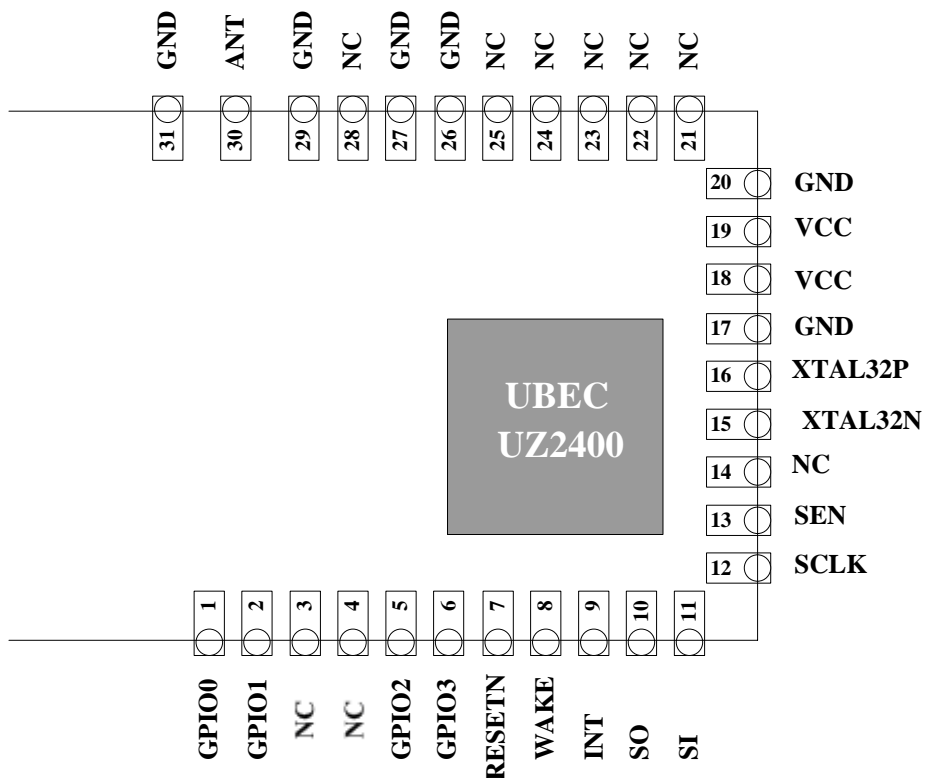 GND ANT GND NC GND GND NC NC NC NC NC
31 30 29 28 27 26 25 24 23 22 21
20 GND
19 VCC
18 VCC
17 GND
16 XTAL32P
15 XTAL32N
14 NC
13 SEN
12 SCLK
UBEC
UZ2400
1 2 3 4 5 6 7 8 9 10 11
GPIO0 GPIO1 NC NC GPIO2 GPIO3 RESETN WAKE INT SO SI